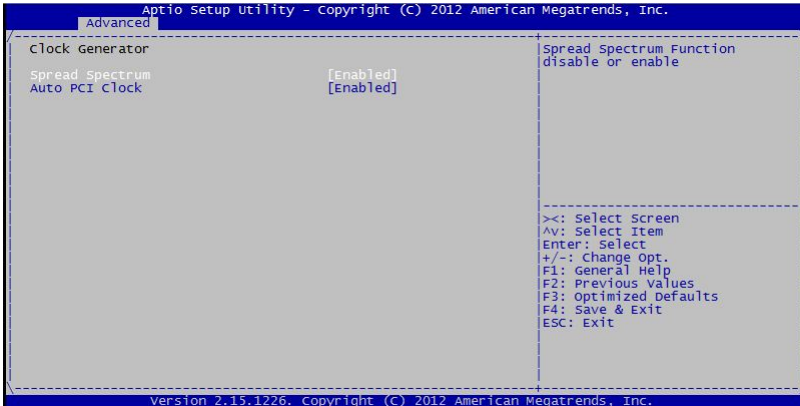 Aptio Setup Utility - Copyright (C) 2012 American Megatrends, Inc.
Advanced
Clock Generator
Spread Spectrum [Enabled]
Auto PCI Clock [Enabled]
Spread Spectrum Function
disable or enable
><: Select Screen
^v: Select Item
Enter: Select
+/-: Change Opt.
F1: General Help
F2: Previous Values
F3: Optimized Defaults
F4: Save & Exit
ESC: Exit
Version 2.15.1226. Copyright (C) 2012 American Megatrends, Inc.